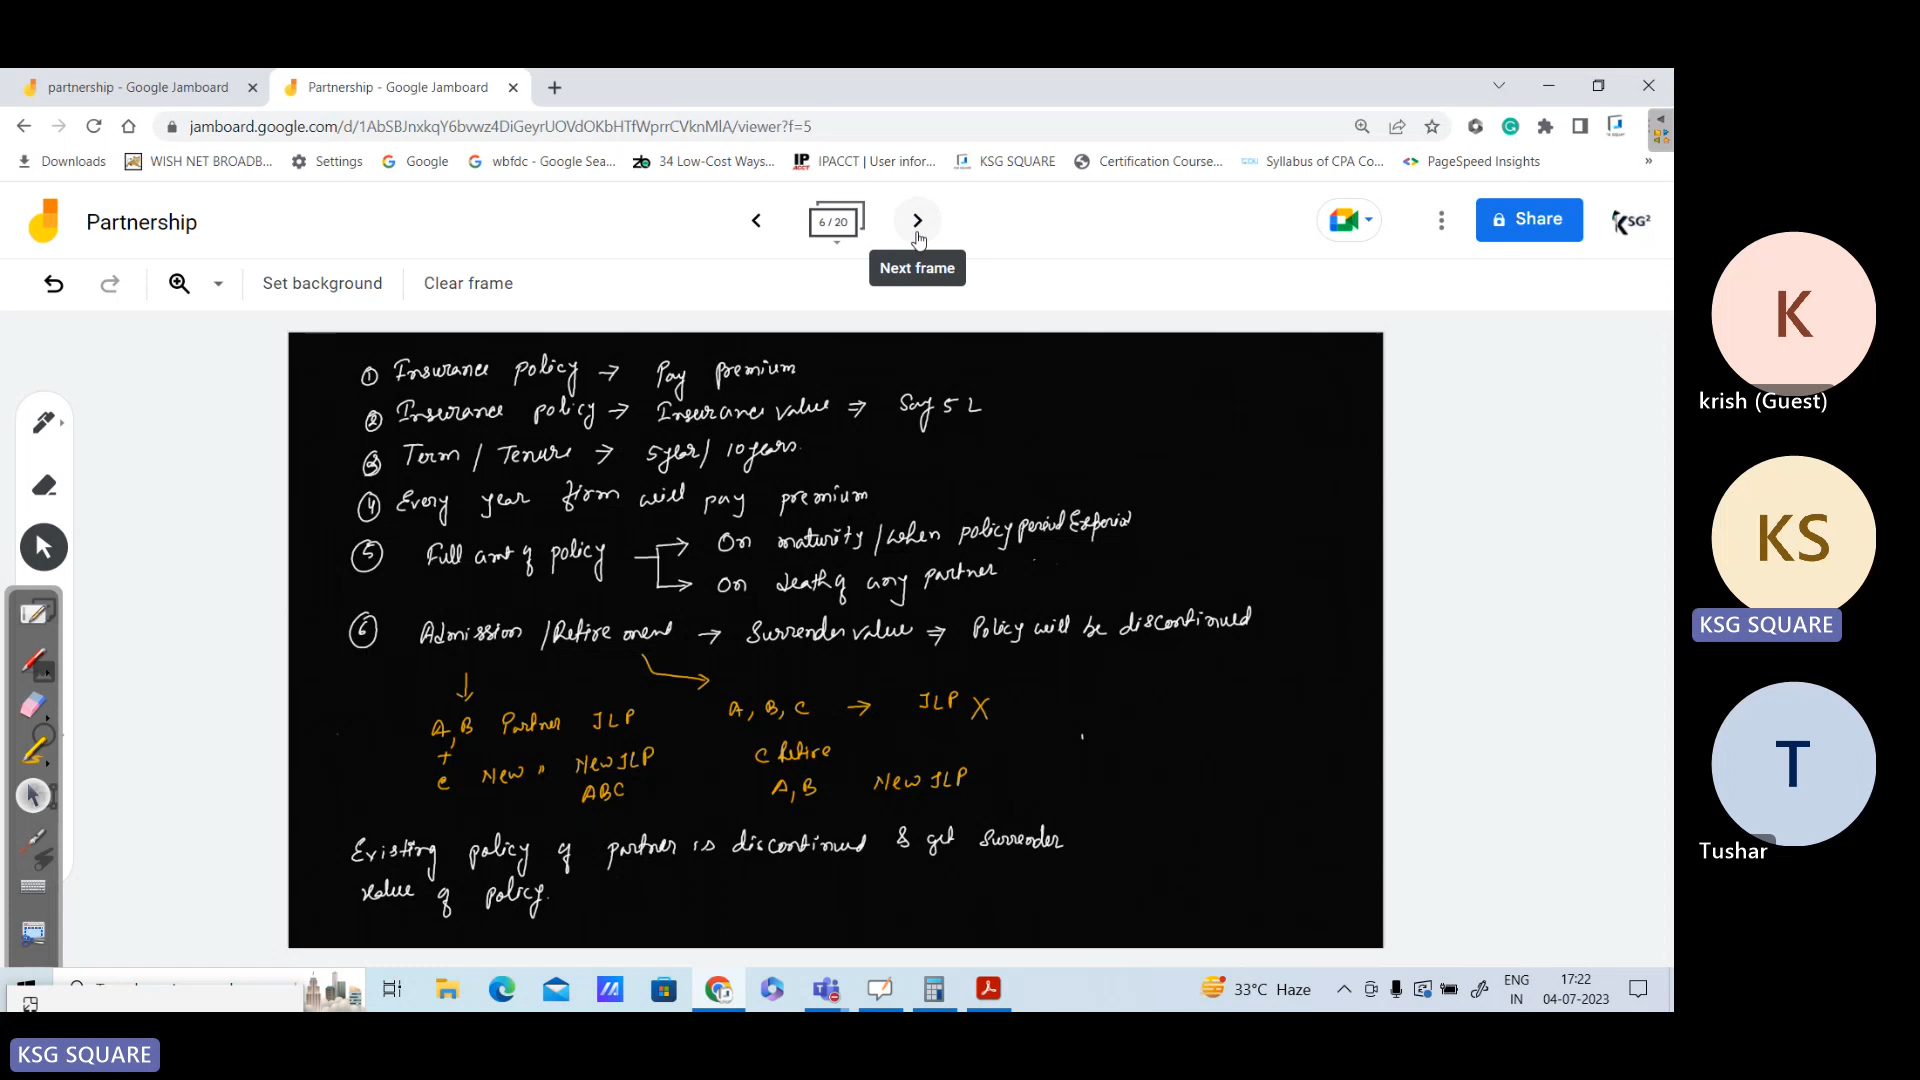 partnership - Google Jamboard
Partnership - Google Jamboard
jamboard.google.com/d/1AbSBJnxkqY6bvwz4DiGeyrUOVdOKbHTfWprrCVknMlA/viewer?f=5
Downloads
WISH NET BROADB...
Settings
Google
wbfdc - Google Sea...
34 Low-Cost Ways...
IPACCT | User infor...
KSG SQUARE
Certification Course...
Syllabus of CPA Co...
PageSpeed Insights
»
Partnership
6 / 20
Share
KSG²
Next frame
Set background
Clear frame
① Insurance policy → Pay premium
② Insurance policy → Insurance value ⇒ Say 5 L
③ Term / Tenure → 5 year / 10 years.
④ Every year firm will pay premium
⑤ Full amt of policy → On maturity / when policy period
→ On death of any partner
⑥ Admission / Retirement → Surrender value ⇒ Policy will be discontinued
A, B Partner JLP
A, B, C → JLP X
+
C New " New JLP
ABC
C Retire
A, B New JLP
Existing policy of partner is discontinued & get surrender
value of policy.
K
krish (Guest)
KS
KSG SQUARE
T
Tushar
33°C Haze
ENG
IN
17:22
04-07-2023
KSG SQUARE